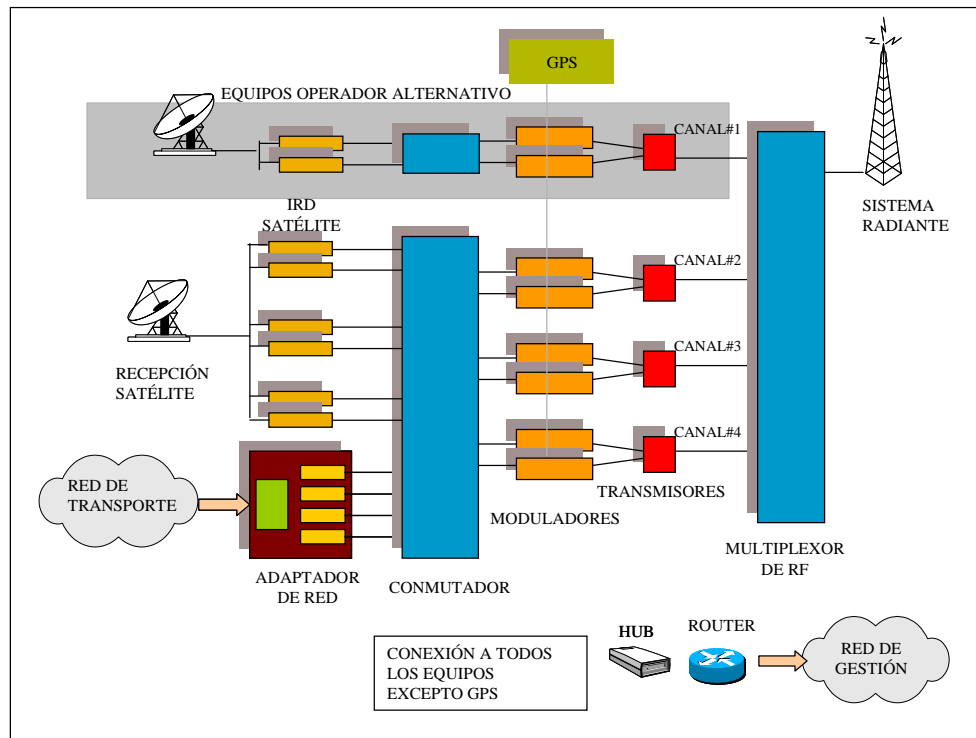 GPS
EQUIPOS OPERADOR ALTERNATIVO
CANAL#1
IRD
SATÉLITE
SISTEMA
RADIANTE
CANAL#2
RECEPCIÓN
SATÉLITE
CANAL#3
CANAL#4
RED DE
TRANSPORTE
TRANSMISORES
MODULADORES
ADAPTADOR
DE RED
CONMUTADOR
MULTIPLEXOR
DE RF
CONEXIÓN A TODOS
LOS EQUIPOS
EXCEPTO GPS
HUB
ROUTER
RED DE
GESTIÓN